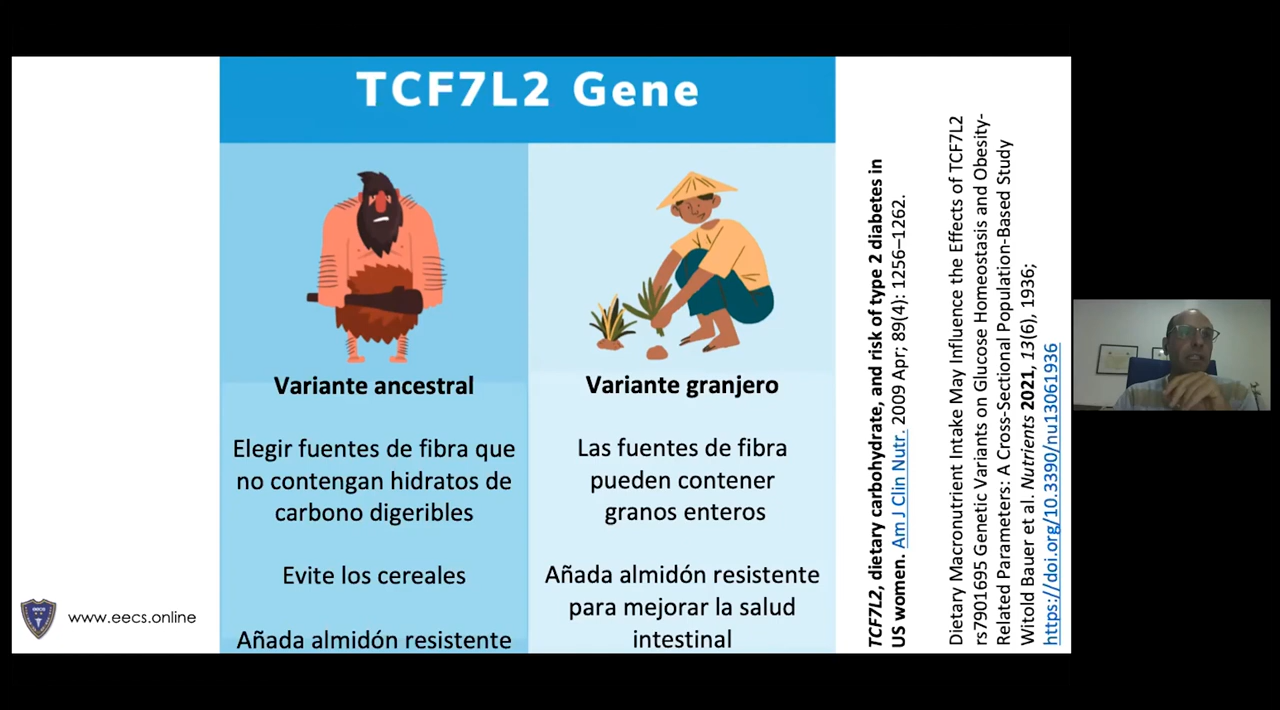 TCF7L2 Gene
Variante ancestral
Elegir fuentes de fibra que
no contengan hidratos de
carbono digeribles
Evite los cereales
Añada almidón resistente
Variante granjero
Las fuentes de fibra
pueden contener
granos enteros
Añada almidón resistente
para mejorar la salud
intestinal
TCF7L2, dietary carbohydrate, and risk of type 2 diabetes in
US women. Am J Clin Nutr. 2009 Apr; 89(4): 1256–1262.
Dietary Macronutrient Intake May Influence the Effects of TCF7L2
rs7901695 Genetic Variants on Glucose Homeostasis and Obesity-
Related Parameters: A Cross-Sectional Population-Based Study
Witold Bauer et al. Nutrients 2021, 13(6), 1936;
https://doi.org/10.3390/nu13061936
eecs
www.eecs.online